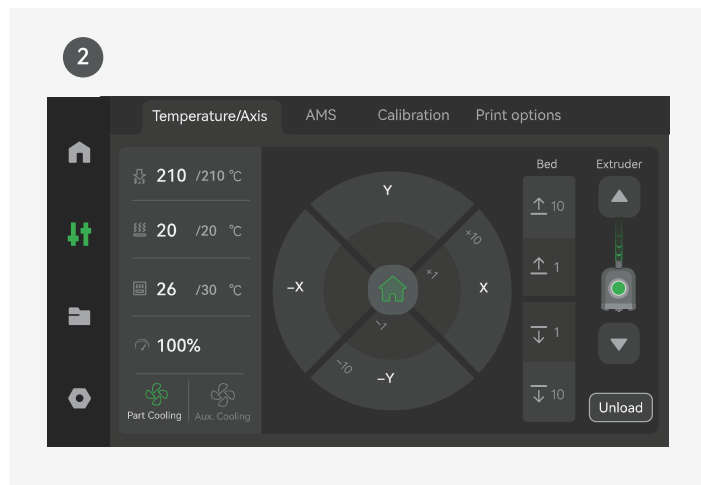 2
Temperature/Axis AMS Calibration Print options
210 /210 °C
20 /20 °C
26 /30 °C
100%
Part Cooling Aux. Cooling
Y
+10
+1
-X X
-1
-10
-Y
Bed Extruder
10
1
1
10
Unload